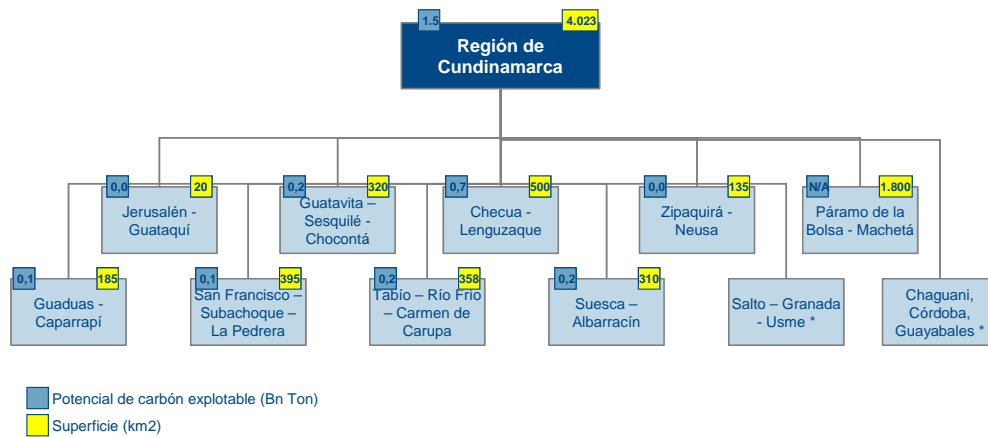 1.5
4.023
Región de
Cundinamarca
0,0
20
Jerusalén -
Guataquí
0,2
320
Guatavita –
Sesquilé -
Chocontá
0,7
500
Checua -
Lenguzaque
0,0
135
Zipaquirá -
Neusa
N/A
1.800
Páramo de la
Bolsa - Machetá
0,1
185
Guaduas -
Caparrapí
0,1
395
San Francisco –
Subachoque –
La Pedrera
0,2
358
Tabío – Río Frío
– Carmen de
Carupa
0,2
310
Suesca –
Albarracín
Salto – Granada
- Usme *
Chaguani,
Córdoba,
Guayabales *
Potencial de carbón explotable (Bn Ton)
Superficie (km2)